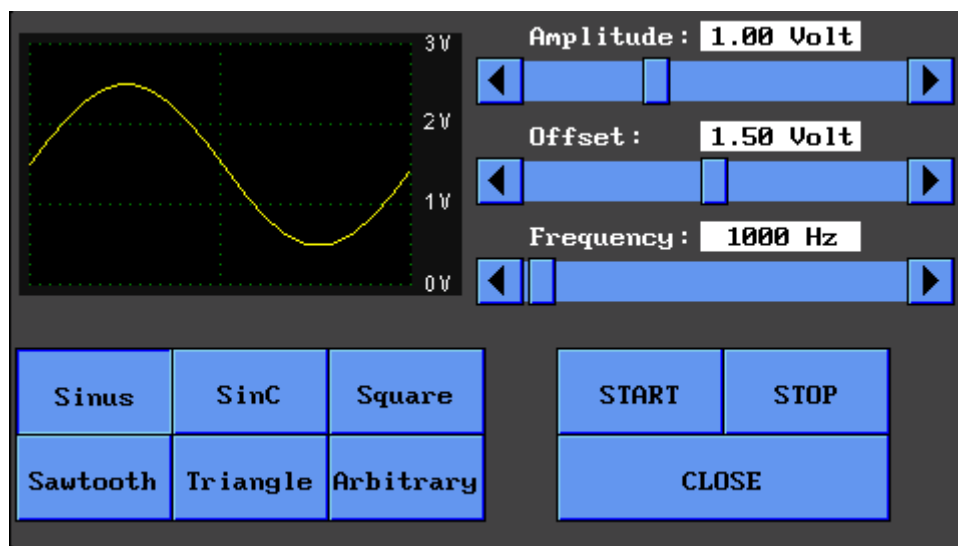 3V
2V
1V
0V
Amplitude: 1.00 Volt
Offset: 1.50 Volt
Frequency: 1000 Hz
Sinus SinC Square
Sawtooth Triangle Arbitrary
START STOP
CLOSE